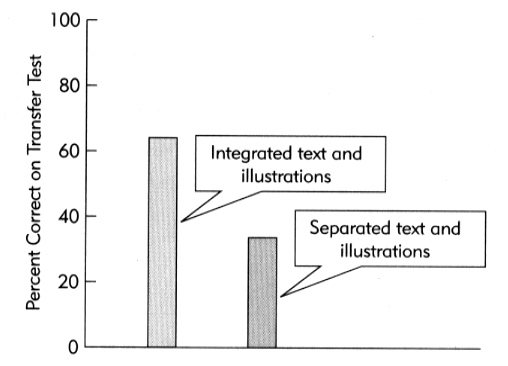 100
80
60
40
20
0
Percent Correct on Transfer Test
Integrated text and
illustrations
Separated text and
illustrations